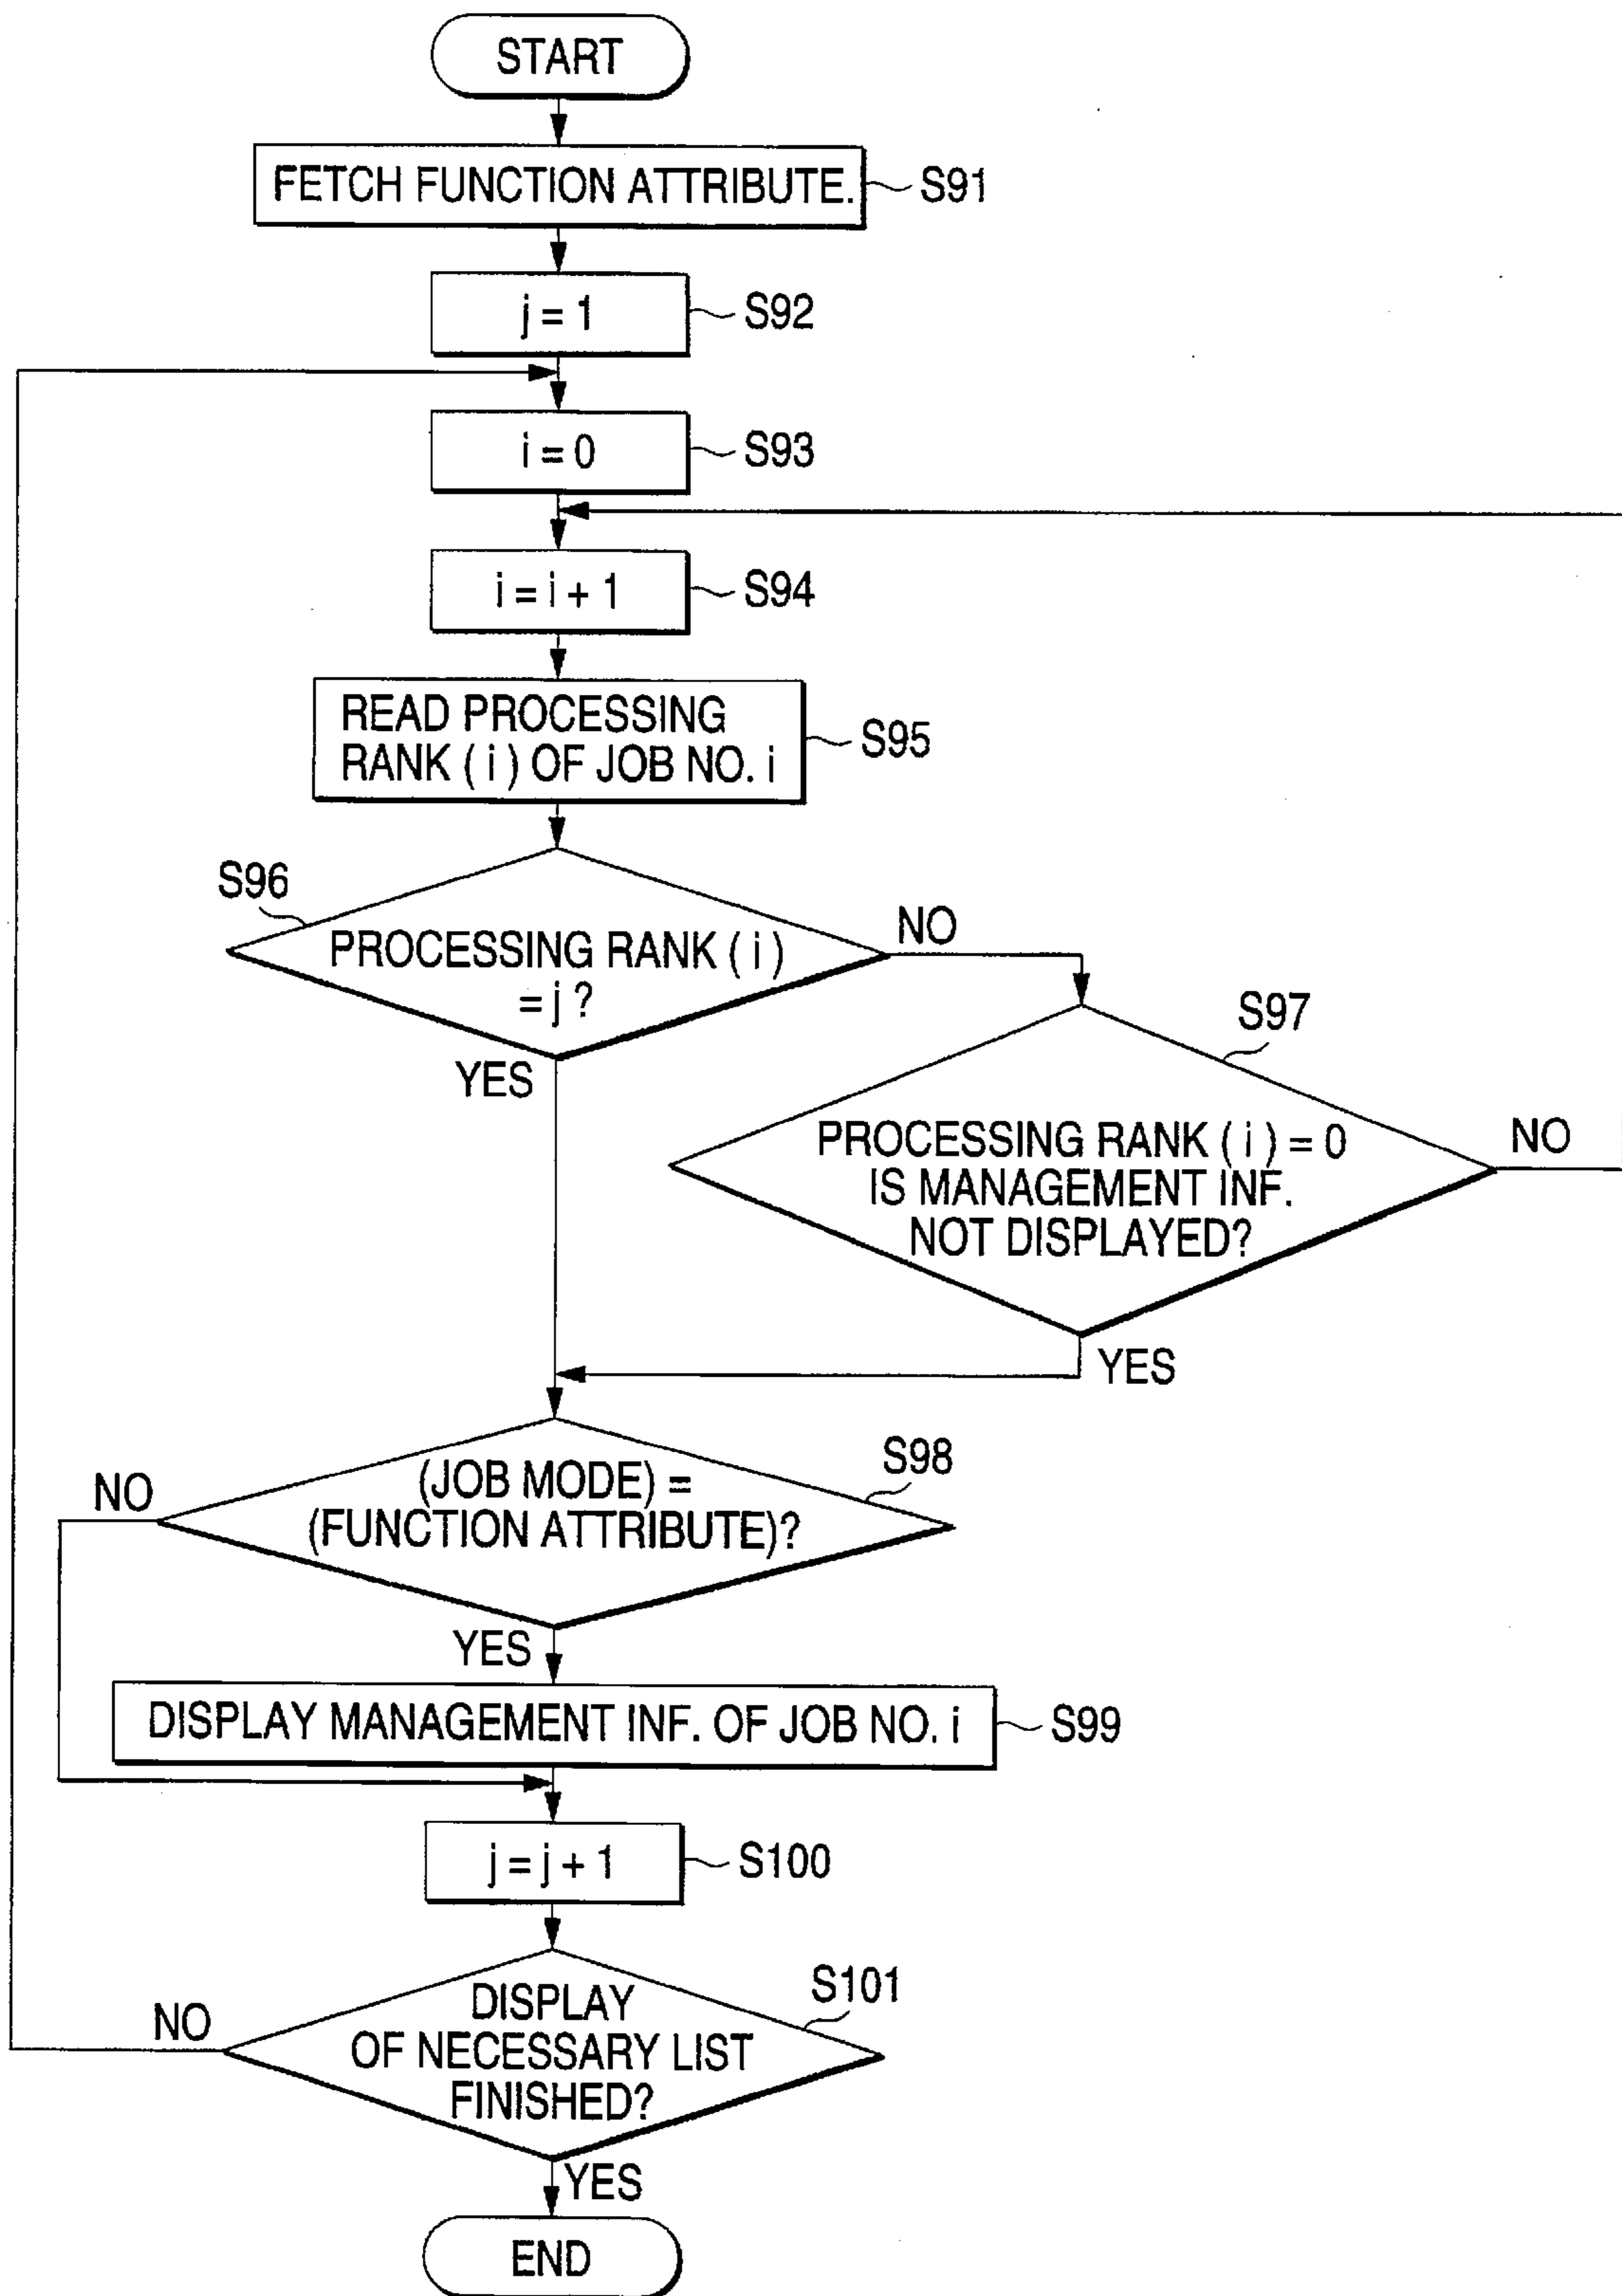 START
FETCH FUNCTION ATTRIBUTE.
S91
j = 1
S92
i = 0
S93
i = i + 1
S94
READ PROCESSING
RANK ( i ) OF JOB NO. i
S95
S96
PROCESSING RANK ( i )
= j ?
NO
YES
S97
PROCESSING RANK ( i ) = 0
IS MANAGEMENT INF.
NOT DISPLAYED?
NO
YES
S98
(JOB MODE) =
(FUNCTION ATTRIBUTE)?
NO
YES
DISPLAY MANAGEMENT INF. OF JOB NO. i
S99
j = j + 1
S100
S101
DISPLAY
OF NECESSARY LIST
FINISHED?
NO
YES
END